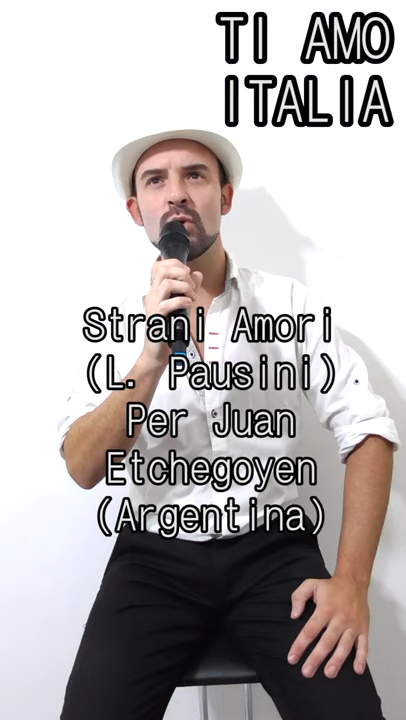 TI AMO
ITALIA
Strani Amori
(L. Pausini)
Per Juan
Etchegoyen
(Argentina)